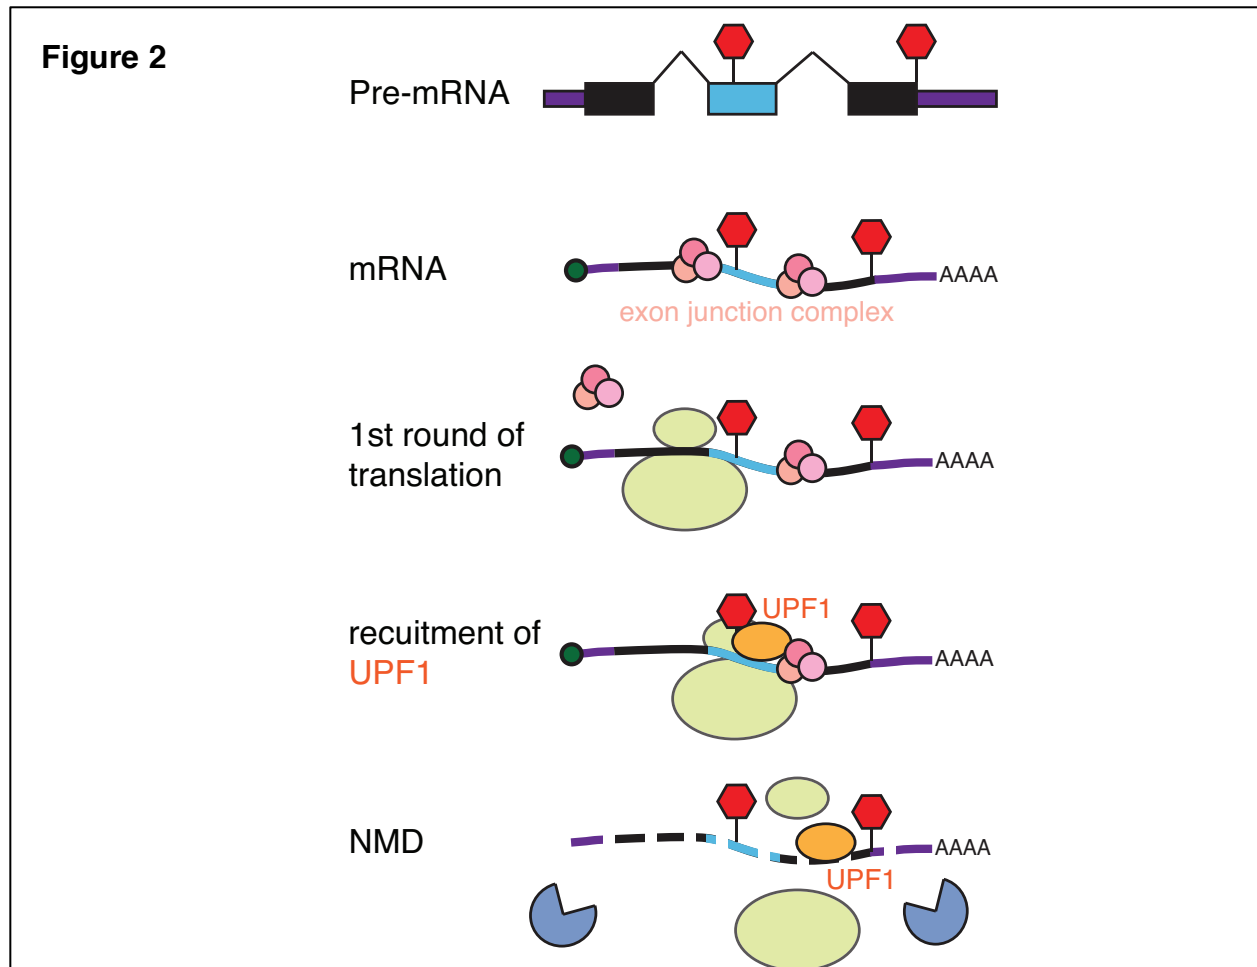 Figure 2
Pre-mRNA
mRNA
AAAA
exon junction complex
1st round of
translation
AAAA
UPF1
recuitment of
UPF1
AAAA
NMD
AAAA
UPF1